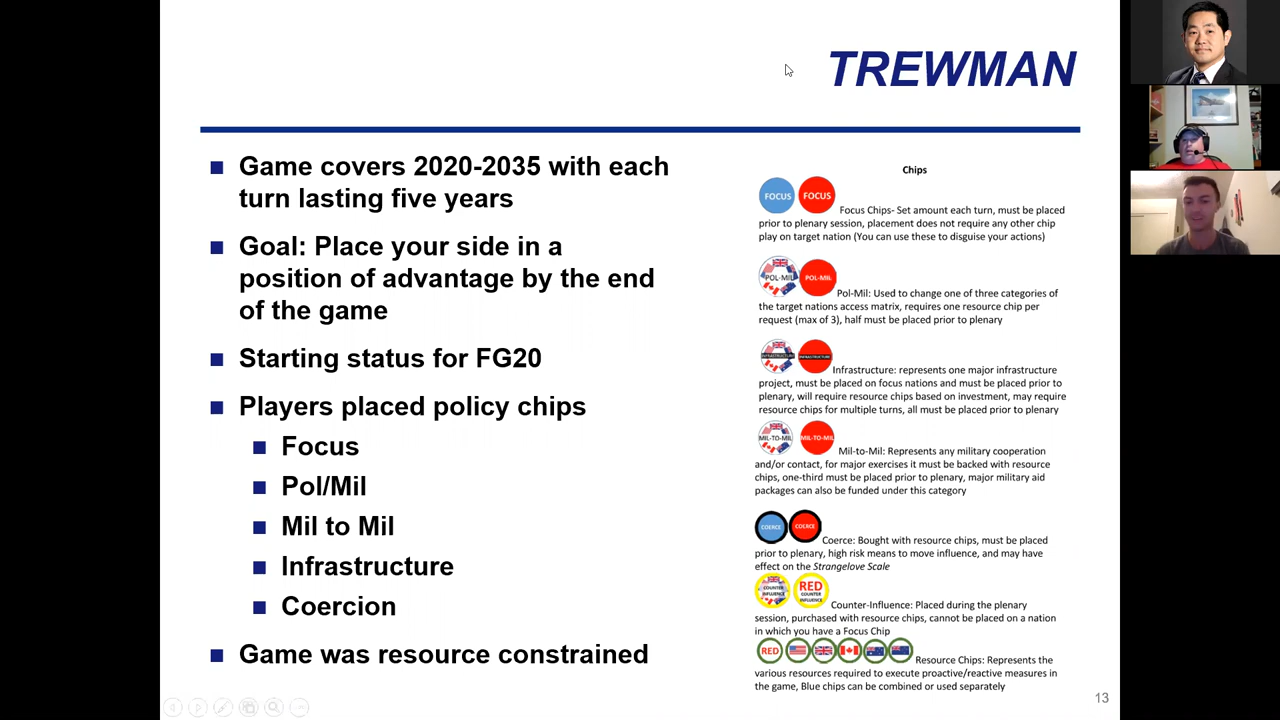 TREWMAN
Game covers 2020-2035 with each
turn lasting five years
Goal: Place your side in a
position of advantage by the end
of the game
Starting status for FG20
Players placed policy chips
Focus
Pol/Mil
Mil to Mil
Infrastructure
Coercion
Game was resource constrained
Chips
FOCUS FOCUS Focus Chips- Set amount each turn, must be placed
prior to plenary session, placement does not require any other chip
play on target nation (You can use these to disguise your actions)
POL-MIL POL-MIL Pol-Mil: Used to change one of three categories of
the target nations access matrix, requires one resource chip per
request (max of 3), half must be placed prior to plenary
INFRASTRUCTURE INFRASTRUCTURE Infrastructure: represents one major infrastructure
project, must be placed on focus nations and must be placed prior to
plenary, will require resource chips based on investment, may require
resource chips for multiple turns, all must be placed prior to plenary
MIL-TO-MIL MIL-TO-MIL Mil-to-Mil: Represents any military cooperation
and/or contact, for major exercises it must be backed with resource
chips, one-third must be placed prior to plenary, major military aid
packages can also be funded under this category
COERCE COERCE Coerce: Bought with resource chips, must be placed
prior to plenary, high risk means to move influence, and may have
effect on the Strangelove Scale
COUNTER INFLUENCE RED COUNTER INFLUENCE Counter-Influence: Placed during the plenary
session, purchased with resource chips, cannot be placed on a nation
in which you have a Focus Chip
RED Resource Chips: Represents the
various resources required to execute proactive/reactive measures in
the game, Blue chips can be combined or used separately
13